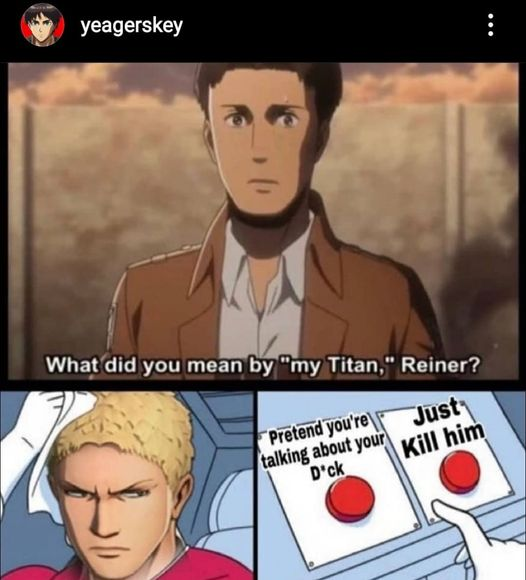 yeagerskey
What did you mean by "my Titan," Reiner?
Pretend you're
talking about your
D*ck
Just
Kill him